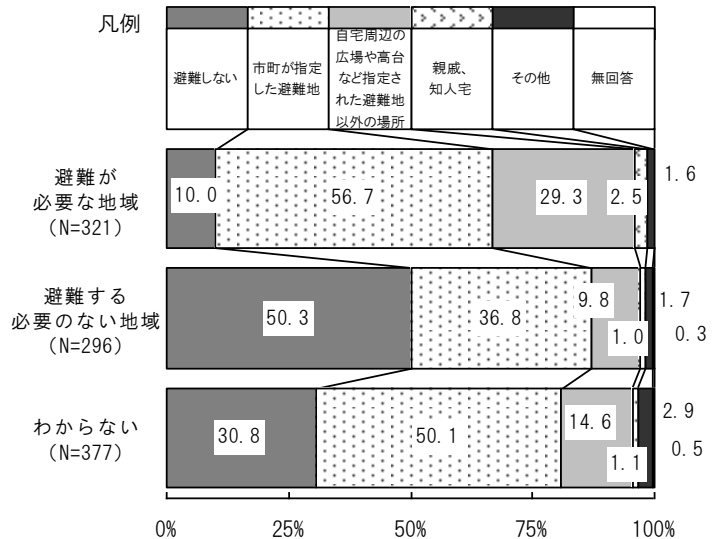 凡例
避難しない
市町が指定
した避難地
自宅周辺の
広場や高台
など指定さ
れた避難地
以外の場所
親戚、
知人宅
その他
無回答
避難が
必要な地域
(N=321)
10.0
56.7
29.3
2.5
1.6
避難する
必要のない地域
(N=296)
50.3
36.8
9.8
1.0
1.7
0.3
わからない
(N=377)
30.8
50.1
14.6
1.1
2.9
0.5
0%
25%
50%
75%
100%